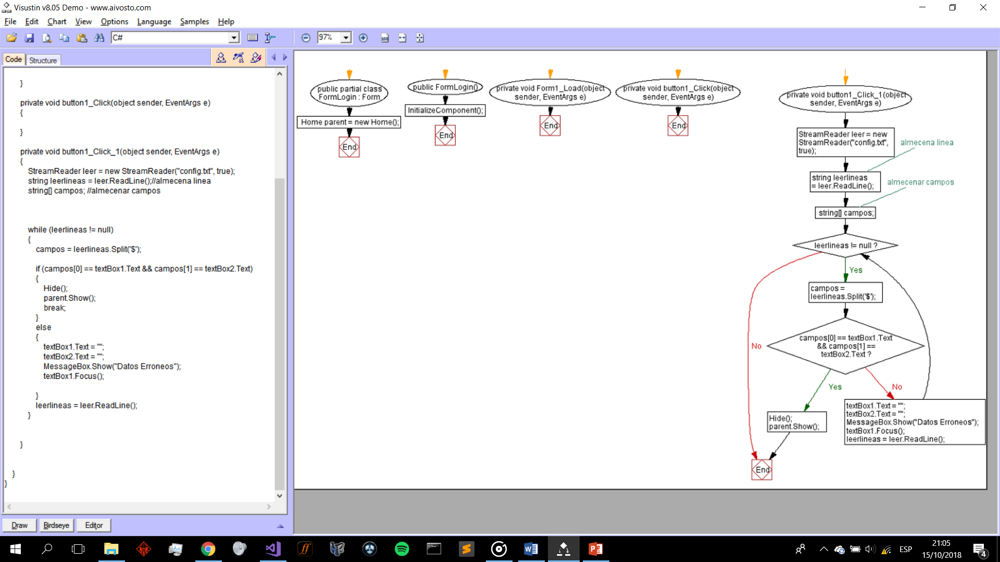 Visustin v8.05 Demo - www.aivosto.com
File Edit Chart View Options Language Samples Help
C#
97%
100
Code Structure
}
private void button1_Click(object sender, EventArgs e)
{
}
private void button1_Click_1(object sender, EventArgs e)
{
StreamReader leer = new StreamReader("config.txt", true);
string leerlineas = leer.ReadLine();//almecena linea
string[] campos; //almecenar campos
while (leerlineas != null)
{
campos = leerlineas.Split('$');
if (campos[0] == textBox1.Text && campos[1] == textBox2.Text)
{
Hide();
parent.Show();
break;
}
else
{
textBox1.Text = "";
textBox2.Text = "";
MessageBox.Show("Datos Erroneos");
textBox1.Focus();
}
leerlineas = leer.ReadLine();
}
}
}
}
Draw Birdseye Editor
public partial class
FormLogin : Form
Home parent = new Home();
End
public FormLogin()
InitializeComponent();
End
private void Form1_Load(object
sender, EventArgs e)
End
private void button1_Click(object
sender, EventArgs e)
End
private void button1_Click_1(object
sender, EventArgs e)
StreamReader leer = new
StreamReader("config.txt",
true);
almecena linea
string leerlineas
= leer.ReadLine();
almecenar campos
string[] campos;
leerlineas != null ?
Yes
campos =
leerlineas.Split('$');
campos[0] == textBox1.Text
&& campos[1] ==
textBox2.Text ?
No
Yes
No
Hide();
parent.Show();
textBox1.Text = "";
textBox2.Text = "";
MessageBox.Show("Datos Erroneos");
textBox1.Focus();
leerlineas = leer.ReadLine();
End
ESP
21:05
15/10/2018
4